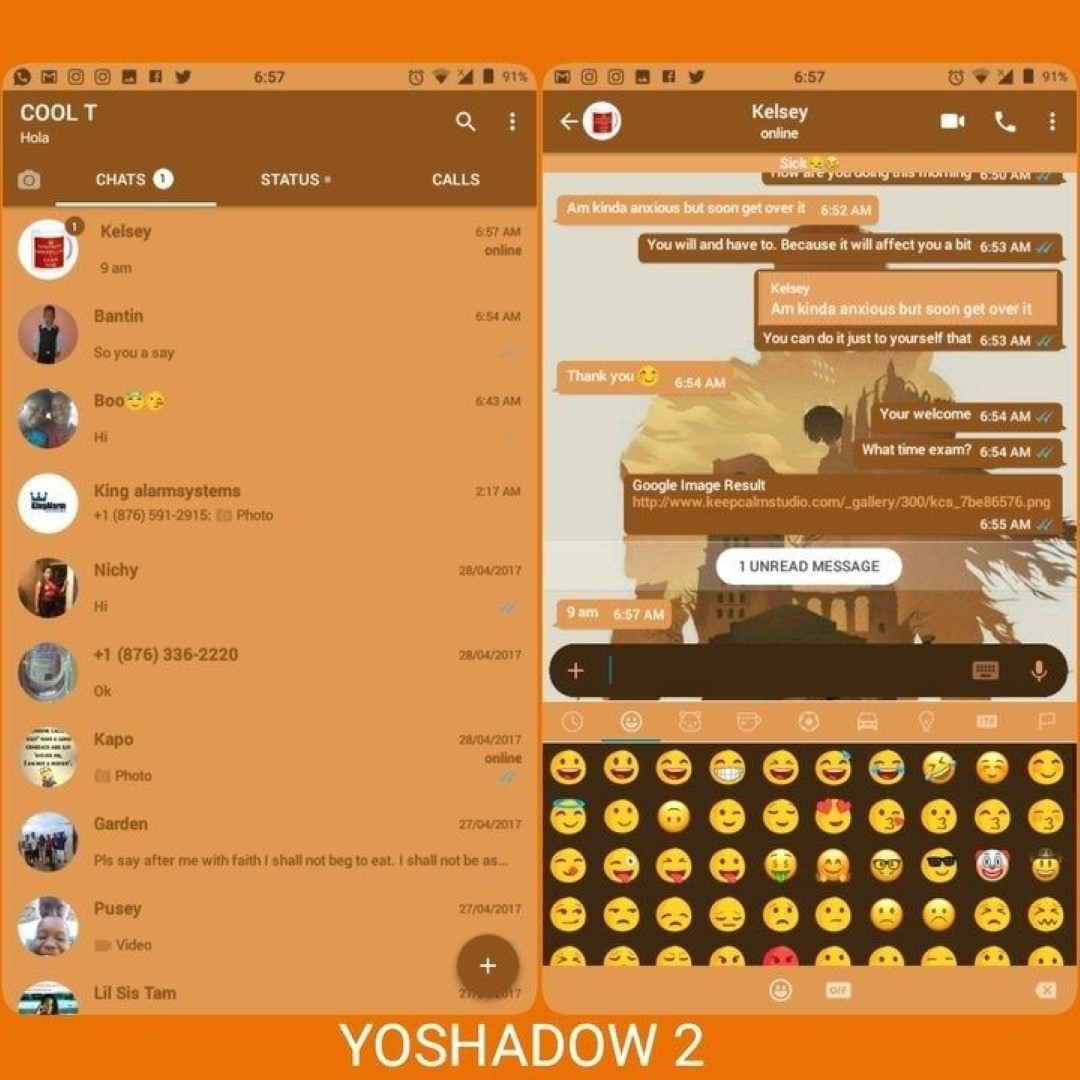 6:57
91%
COOL T
Hola
CHATS 1
STATUS
CALLS
1
Kelsey
6:57 AM
online
9 am
Bantin
6:54 AM
So you a say
Boo😇😘
6:43 AM
Hi
King alarmsystems
2:17 AM
+1 (876) 591-2915: Photo
Nichy
28/04/2017
Hi
+1 (876) 336-2220
28/04/2017
Ok
Kapo
28/04/2017
online
Photo
Garden
27/04/2017
Pls say after me with faith I shall not beg to eat. I shall not be as...
Pusey
27/04/2017
Video
Lil Sis Tam
6:57
91%
Kelsey
online
Sick
How are you doing this morning 6:50 AM
Am kinda anxious but soon get over it 6:52 AM
You will and have to. Because it will affect you a bit 6:53 AM
Kelsey
Am kinda anxious but soon get over it
You can do it just to yourself that 6:53 AM
Thank you😊 6:54 AM
Your welcome 6:54 AM
What time exam? 6:54 AM
Google Image Result
http://www.keepcalmstudio.com/_gallery/300/kcs_7be86576.png
6:55 AM
1 UNREAD MESSAGE
9 am 6:57 AM
GIF
YOSHADOW 2